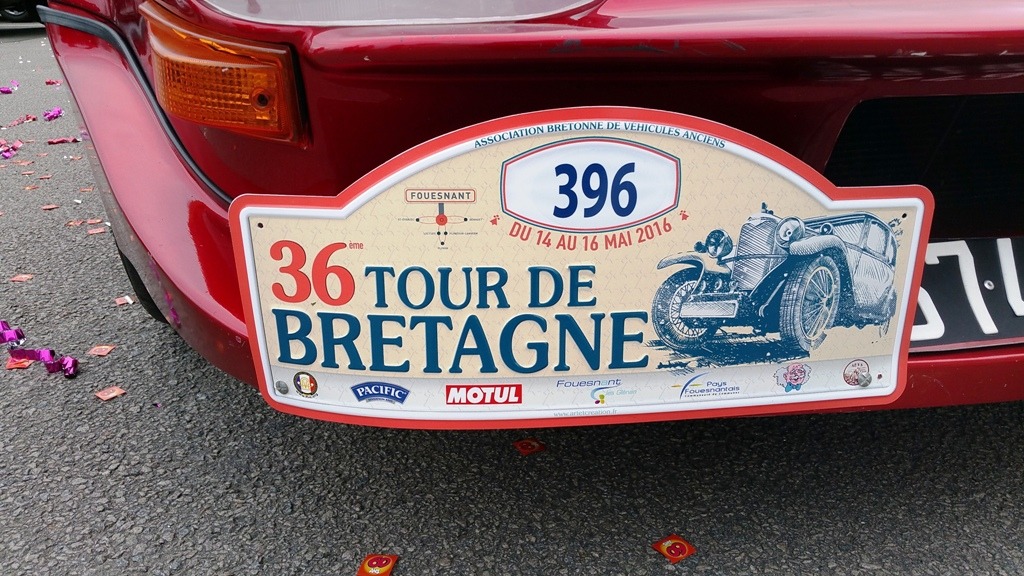 ASSOCIATION BRETONNE DE VEHICULES ANCIENS
396
FOUESNANT
DU 14 AU 16 MAI 2016
36ème TOUR DE
BRETAGNE
PACIFIC
MOTUL
Fouesnant
Pays
Fouesnantais